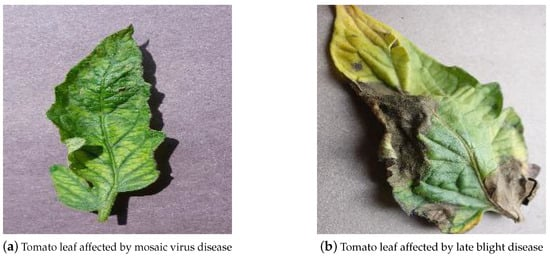 (a) Tomato leaf affected by mosaic virus disease
(b) Tomato leaf affected by late blight disease